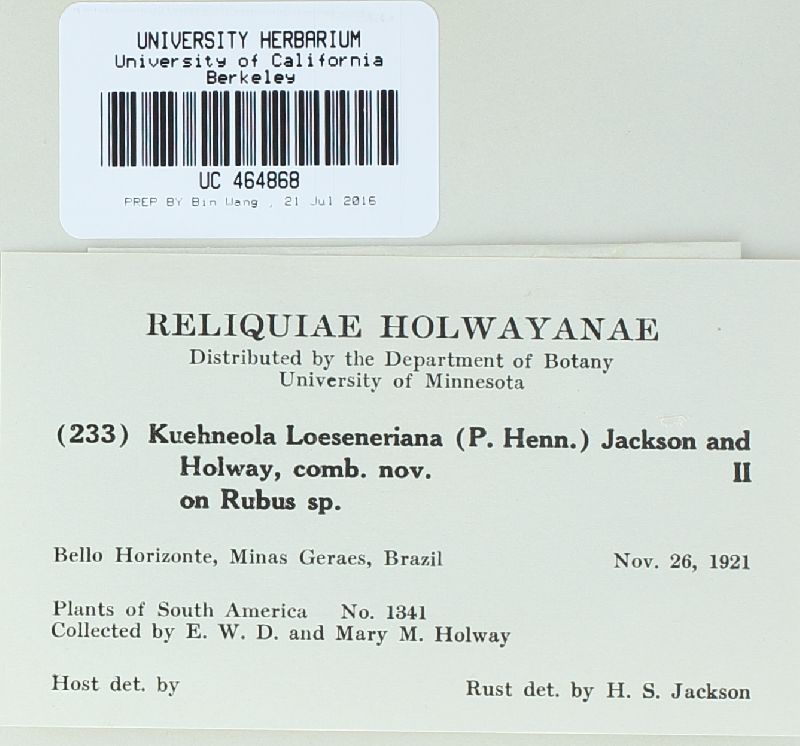 UNIVERSITY HERBARIUM
University of California
Berkeley
UC 464868
PREP BY Bin Wang , 21 Jul 2016
RELIQUIAE HOLWAYANAE
Distributed by the Department of Botany
University of Minnesota
(233) Kuehneola Loeseneriana (P. Henn.) Jackson and
Holway, comb. nov. II
on Rubus sp.
Bello Horizonte, Minas Geraes, Brazil Nov. 26, 1921
Plants of South America No. 1341
Collected by E. W. D. and Mary M. Holway
Host det. by Rust det. by H. S. Jackson